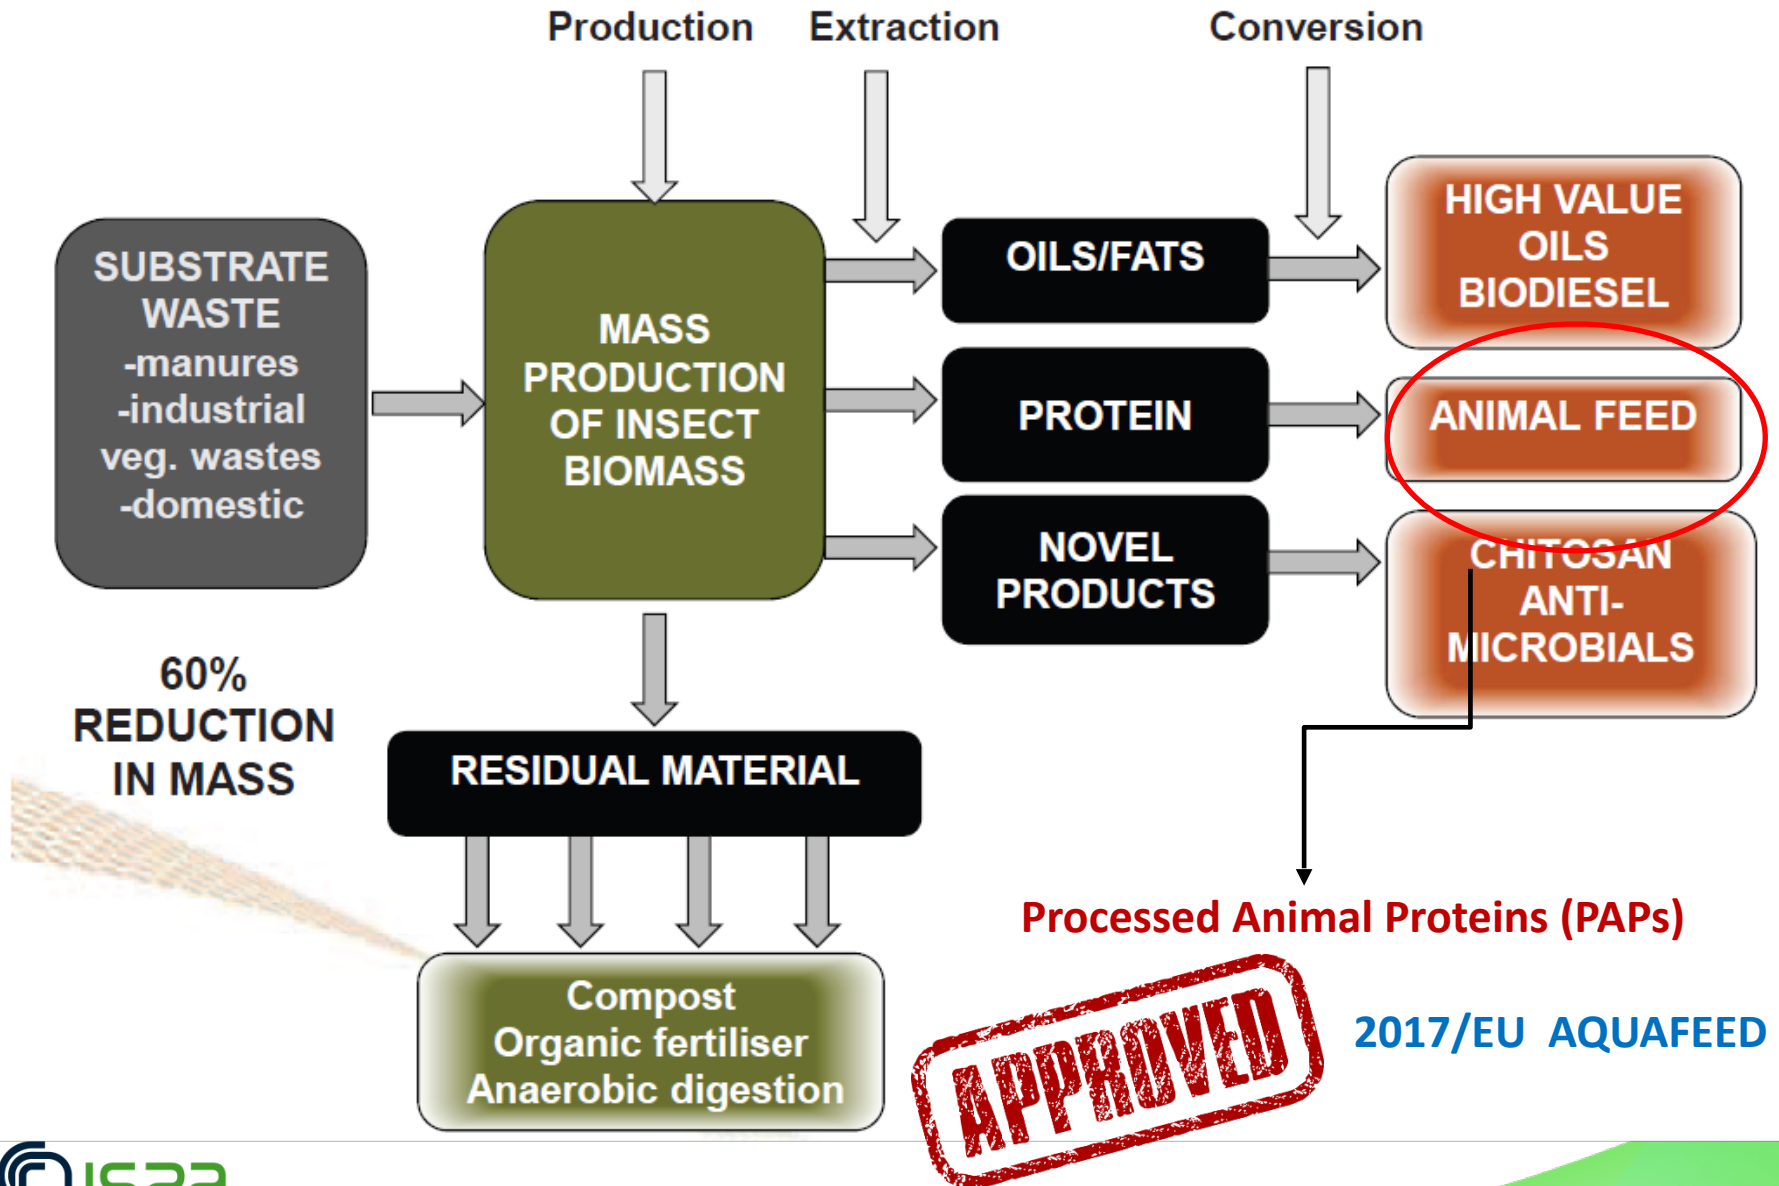 Production
Extraction
Conversion
SUBSTRATE
WASTE
-manures
-industrial
veg. wastes
-domestic
MASS
PRODUCTION
OF INSECT
BIOMASS
OILS/FATS
HIGH VALUE
OILS
BIODIESEL
PROTEIN
ANIMAL FEED
NOVEL
PRODUCTS
CHITOSAN
ANTI-
MICROBIALS
60%
REDUCTION
IN MASS
RESIDUAL MATERIAL
Compost
Organic fertiliser
Anaerobic digestion
Processed Animal Proteins (PAPs)
APPROVED
2017/EU AQUAFEED